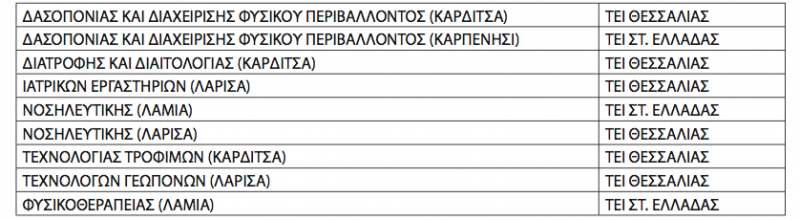 ΔΑΣΟΠΟΝΙΑΣ ΚΑΙ ΔΙΑΧΕΙΡΙΣΗΣ ΦΥΣΙΚΟΥ ΠΕΡΙΒΑΛΛΟΝΤΟΣ (ΚΑΡΔΙΤΣΑ) ΤΕΙ ΘΕΣΣΑΛΙΑΣ
ΔΑΣΟΠΟΝΙΑΣ ΚΑΙ ΔΙΑΧΕΙΡΙΣΗΣ ΦΥΣΙΚΟΥ ΠΕΡΙΒΑΛΛΟΝΤΟΣ (ΚΑΡΠΕΝΗΣΙ) ΤΕΙ ΣΤ. ΕΛΛΑΔΑΣ
ΔΙΑΤΡΟΦΗΣ ΚΑΙ ΔΙΑΙΤΟΛΟΓΙΑΣ (ΚΑΡΔΙΤΣΑ) ΤΕΙ ΘΕΣΣΑΛΙΑΣ
ΙΑΤΡΙΚΩΝ ΕΡΓΑΣΤΗΡΙΩΝ (ΛΑΡΙΣΑ) ΤΕΙ ΘΕΣΣΑΛΙΑΣ
ΝΟΣΗΛΕΥΤΙΚΗΣ (ΛΑΜΙΑ) ΤΕΙ ΣΤ. ΕΛΛΑΔΑΣ
ΝΟΣΗΛΕΥΤΙΚΗΣ (ΛΑΡΙΣΑ) ΤΕΙ ΘΕΣΣΑΛΙΑΣ
ΤΕΧΝΟΛΟΓΙΑΣ ΤΡΟΦΙΜΩΝ (ΚΑΡΔΙΤΣΑ) ΤΕΙ ΘΕΣΣΑΛΙΑΣ
ΤΕΧΝΟΛΟΓΩΝ ΓΕΩΠΟΝΩΝ (ΛΑΡΙΣΑ) ΤΕΙ ΘΕΣΣΑΛΙΑΣ
ΦΥΣΙΚΟΘΕΡΑΠΕΙΑΣ (ΛΑΜΙΑ) ΤΕΙ ΣΤ. ΕΛΛΑΔΑΣ